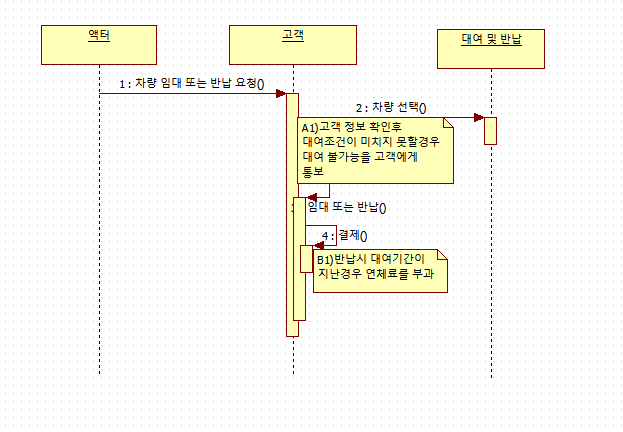 액터
고객
대여 및 반납
1 : 차량 임대 또는 반납 요청()
2 : 차량 선택()
A1)고객 정보 확인후
대여조건이 미치지 못할경우
대여 불가능을 고객에게
통보
3 : 임대 또는 반납()
4 : 결제()
B1)반납시 대여기간이
지난경우 연체료를 부과